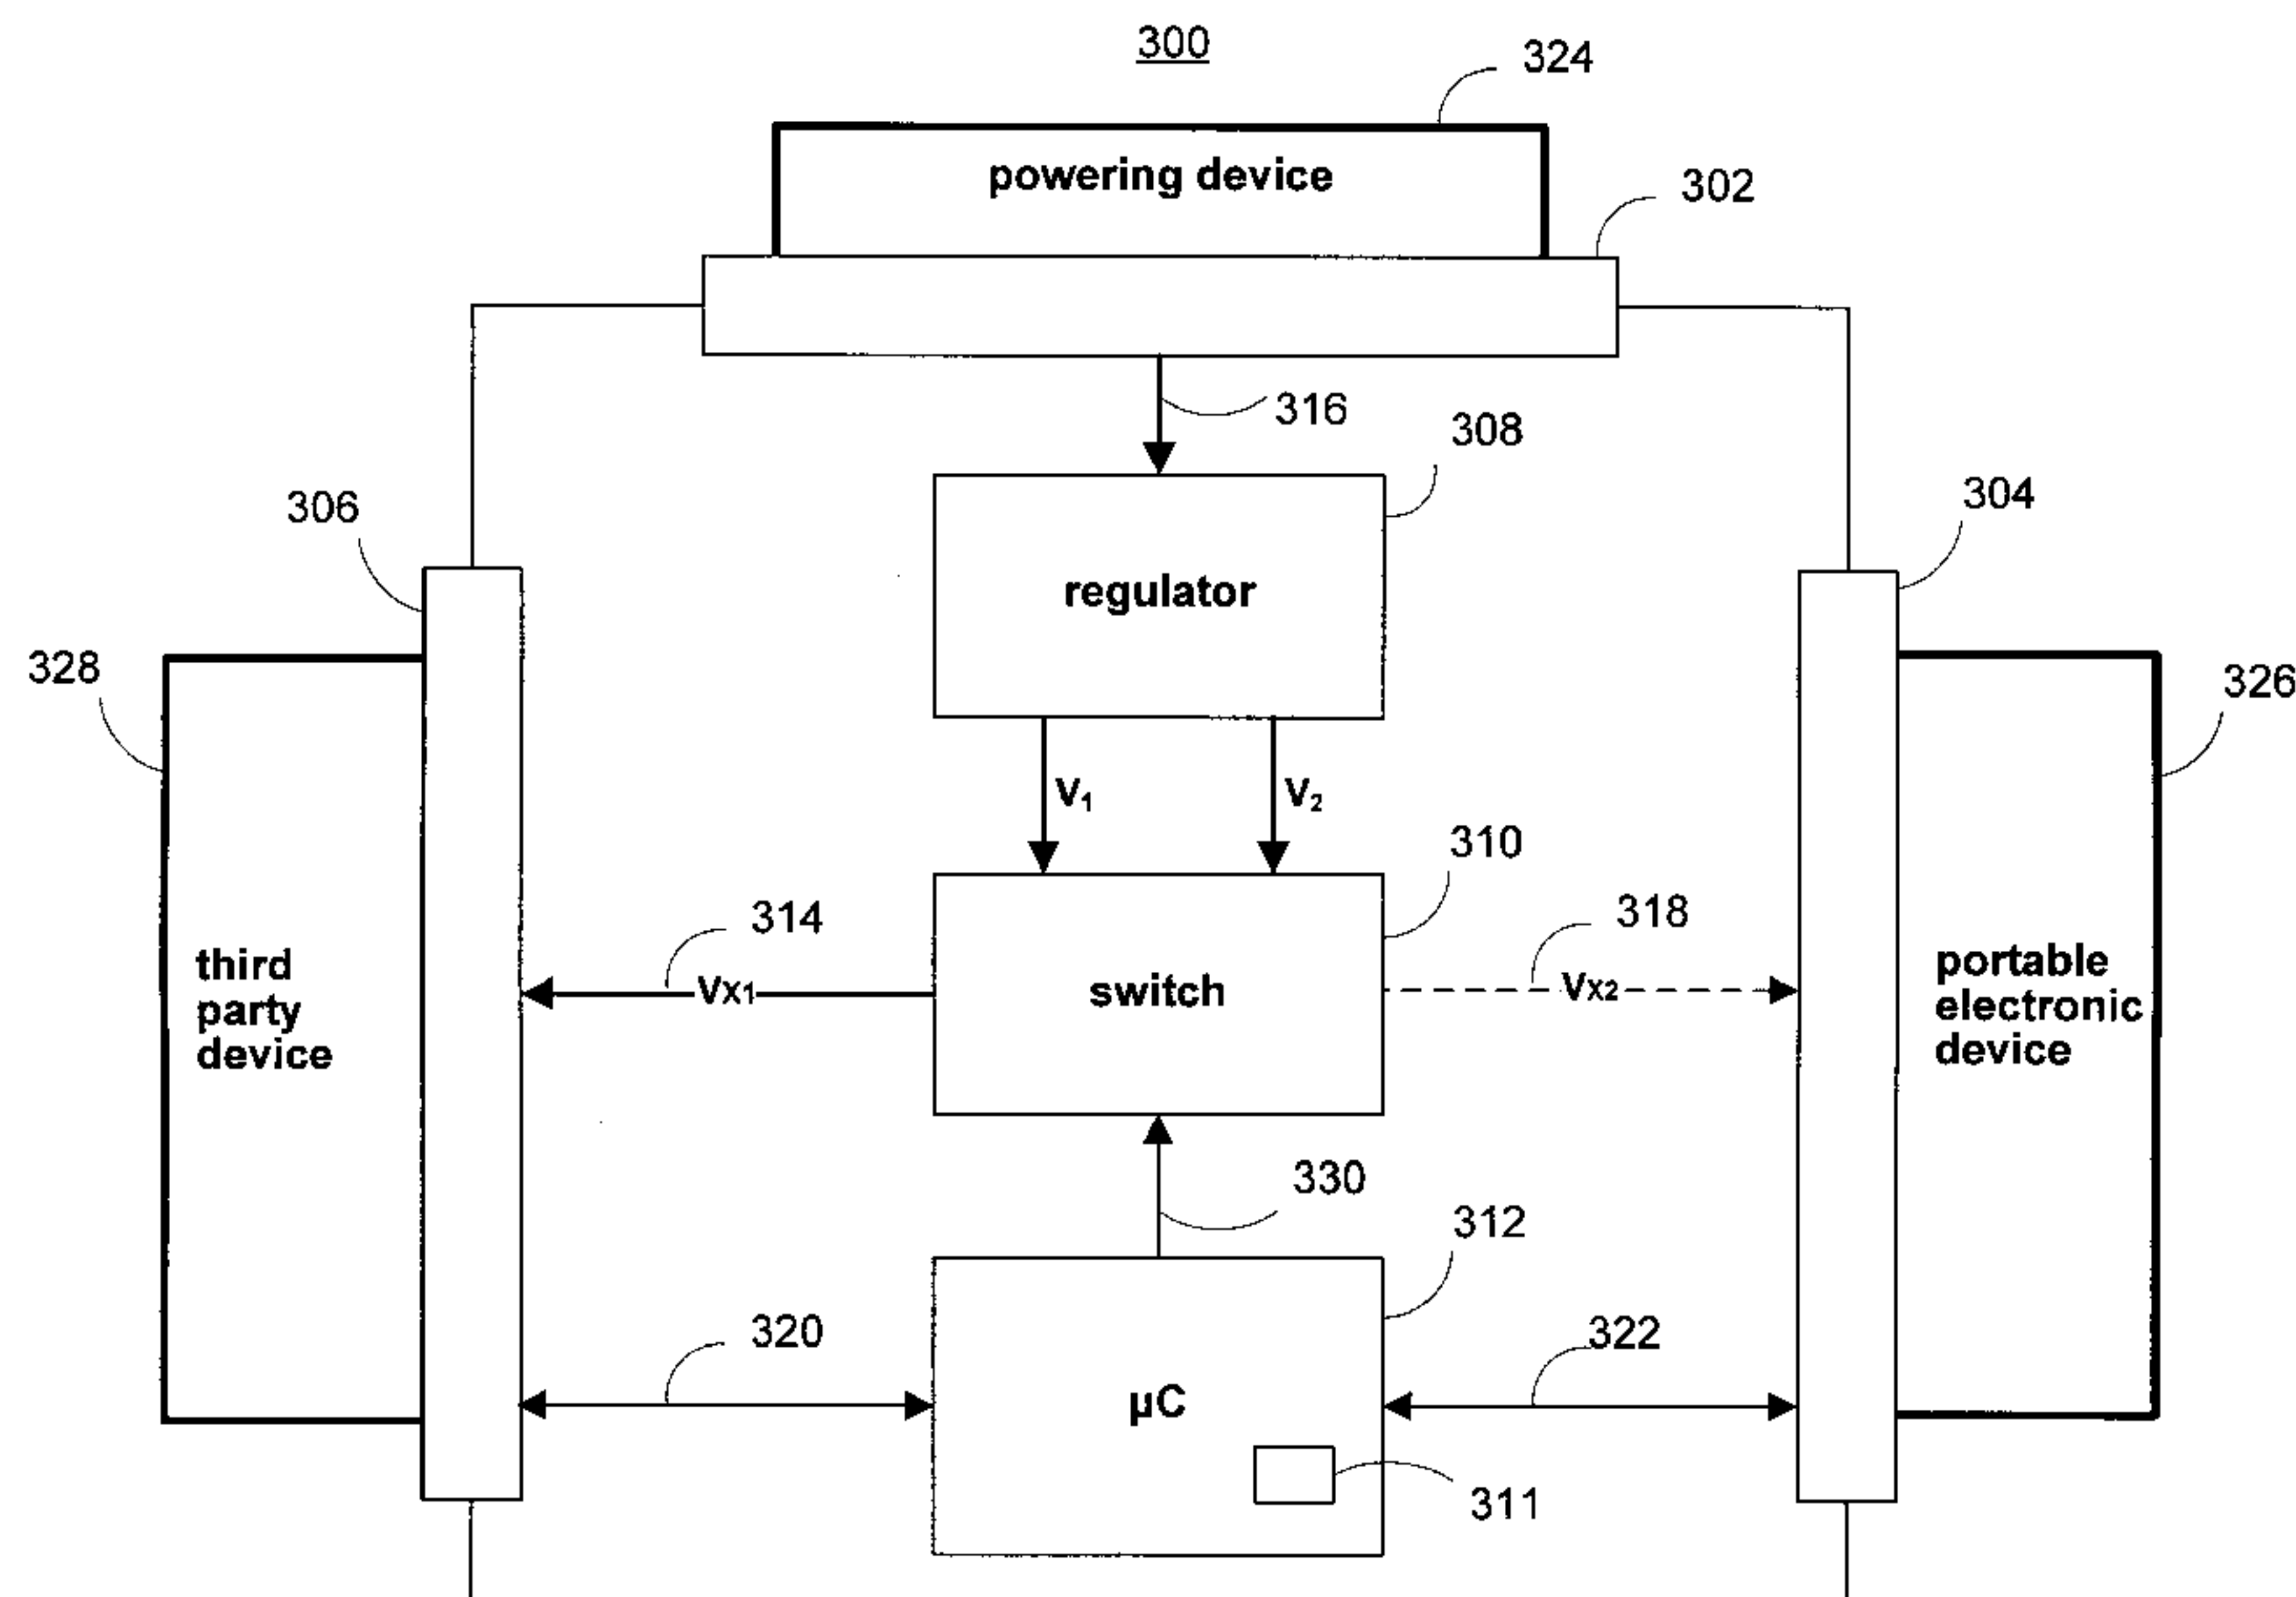 300
324
powering device
302
316
308
306
304
regulator
328
326
V1
V2
310
314
318
third
party
device
VX1
switch
VX2
portable
electronic
device
330
312
320
322
µC
311